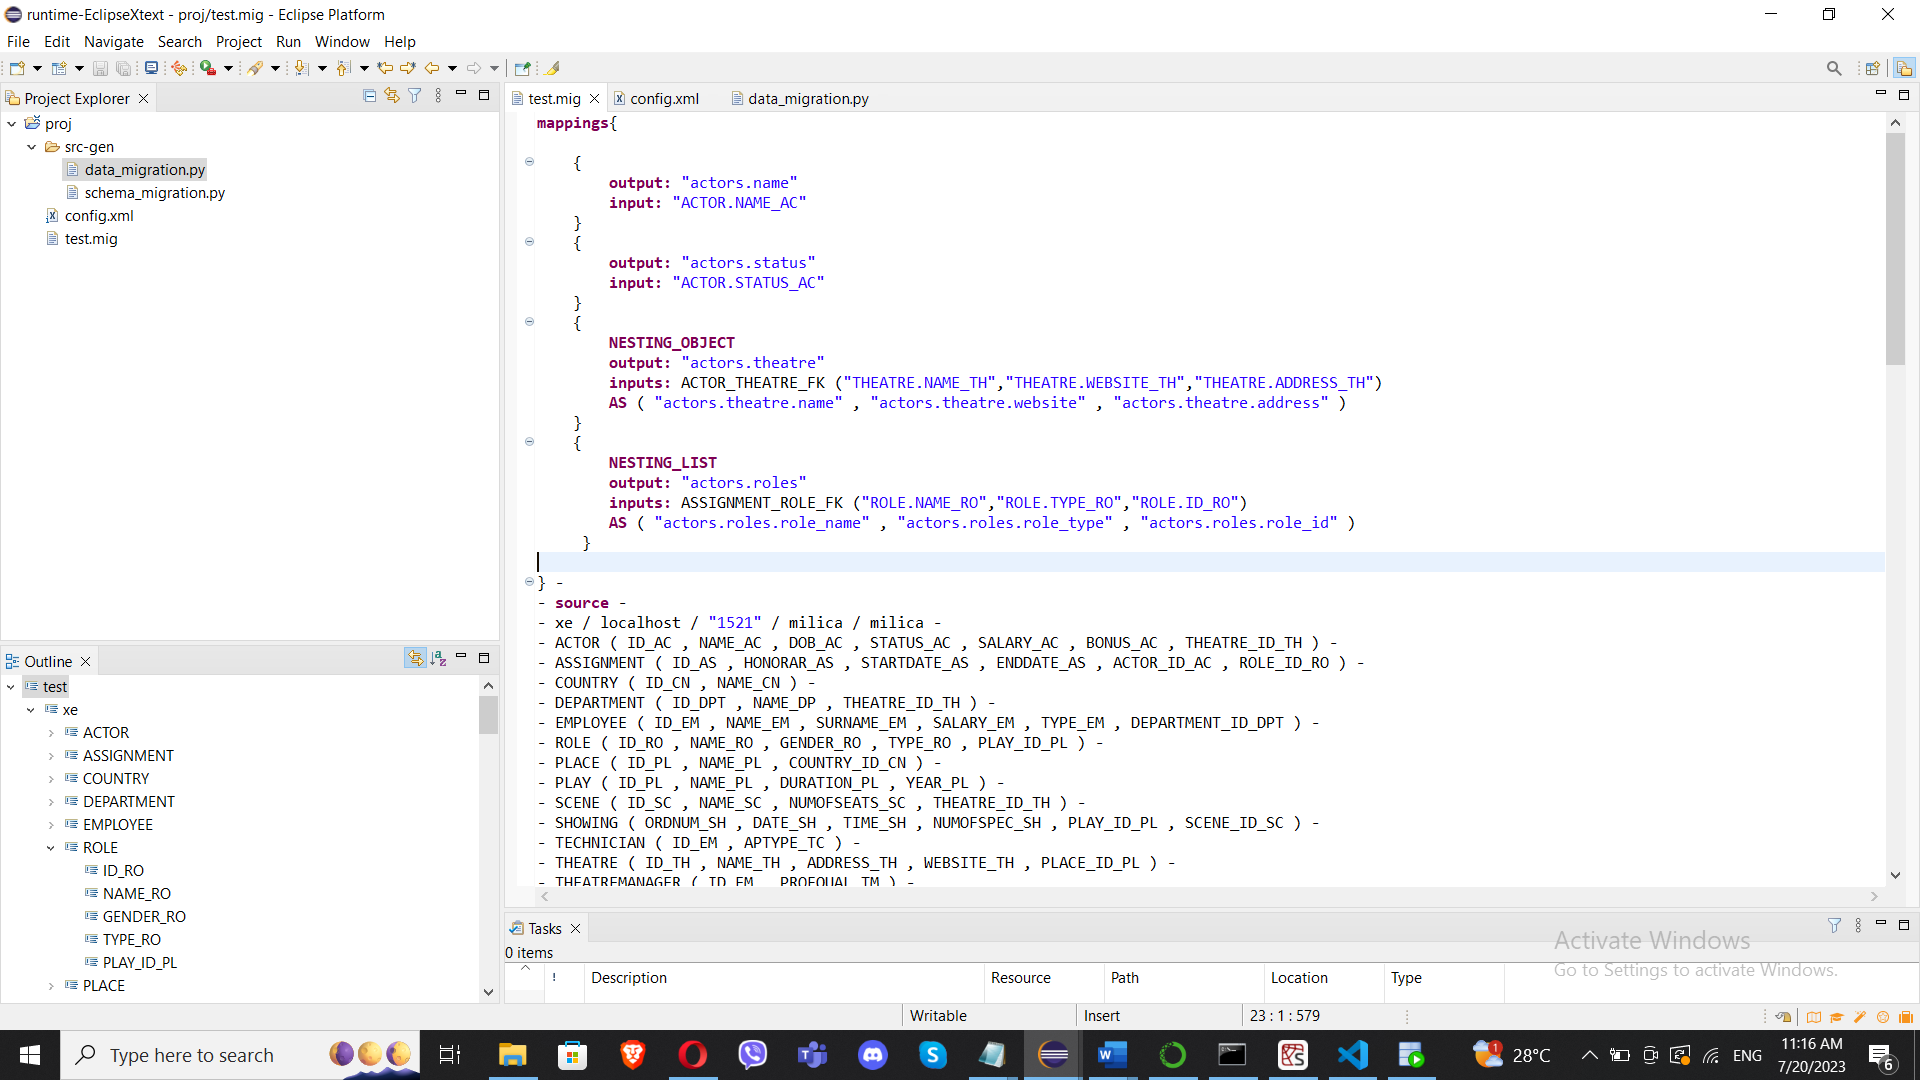 runtime-EclipseXtext - proj/test.mig - Eclipse Platform
File Edit Navigate Search Project Run Window Help
Project Explorer
proj
src-gen
data_migration.py
schema_migration.py
config.xml
test.mig
test.mig config.xml data_migration.py
mappings{
{
output: "actors.name"
input: "ACTOR.NAME_AC"
}
{
output: "actors.status"
input: "ACTOR.STATUS_AC"
}
{
NESTING_OBJECT
output: "actors.theatre"
inputs: ACTOR_THEATRE_FK ("THEATRE.NAME_TH","THEATRE.WEBSITE_TH","THEATRE.ADDRESS_TH")
AS ( "actors.theatre.name" , "actors.theatre.website" , "actors.theatre.address" )
}
{
NESTING_LIST
output: "actors.roles"
inputs: ASSIGNMENT_ROLE_FK ("ROLE.NAME_RO","ROLE.TYPE_RO","ROLE.ID_RO")
AS ( "actors.roles.role_name" , "actors.roles.role_type" , "actors.roles.role_id" )
}
} -
- source -
- xe / localhost / "1521" / milica / milica -
- ACTOR ( ID_AC , NAME_AC , DOB_AC , STATUS_AC , SALARY_AC , BONUS_AC , THEATRE_ID_TH ) -
- ASSIGNMENT ( ID_AS , HONORAR_AS , STARTDATE_AS , ENDDATE_AS , ACTOR_ID_AC , ROLE_ID_RO ) -
- COUNTRY ( ID_CN , NAME_CN ) -
- DEPARTMENT ( ID_DPT , NAME_DP , THEATRE_ID_TH ) -
- EMPLOYEE ( ID_EM , NAME_EM , SURNAME_EM , SALARY_EM , TYPE_EM , DEPARTMENT_ID_DPT ) -
- ROLE ( ID_RO , NAME_RO , GENDER_RO , TYPE_RO , PLAY_ID_PL ) -
- PLACE ( ID_PL , NAME_PL , COUNTRY_ID_CN ) -
- PLAY ( ID_PL , NAME_PL , DURATION_PL , YEAR_PL ) -
- SCENE ( ID_SC , NAME_SC , NUMOFSEATS_SC , THEATRE_ID_TH ) -
- SHOWING ( ORDNUM_SH , DATE_SH , TIME_SH , NUMOFSPEC_SH , PLAY_ID_PL , SCENE_ID_SC ) -
- TECHNICIAN ( ID_EM , APTYPE_TC ) -
- THEATRE ( ID_TH , NAME_TH , ADDRESS_TH , WEBSITE_TH , PLACE_ID_PL ) -
- THEATREMANAGER ( ID_EM , PROFQUAL_TM ) -
Outline
test
xe
ACTOR
ASSIGNMENT
COUNTRY
DEPARTMENT
EMPLOYEE
ROLE
ID_RO
NAME_RO
GENDER_RO
TYPE_RO
PLAY_ID_PL
PLACE
Tasks
0 items
! Description Resource Path Location Type
Activate Windows
Go to Settings to activate Windows.
Writable Insert 23 : 1 : 579
Type here to search
28°C ENG 11:16 AM
7/20/2023
6